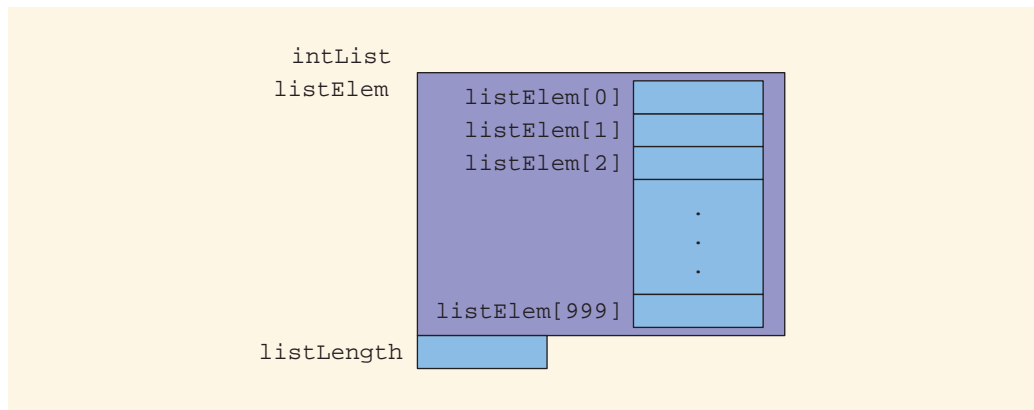 intList
listElem
listElem[0]
listElem[1]
listElem[2]
.
.
.
listElem[999]
listLength